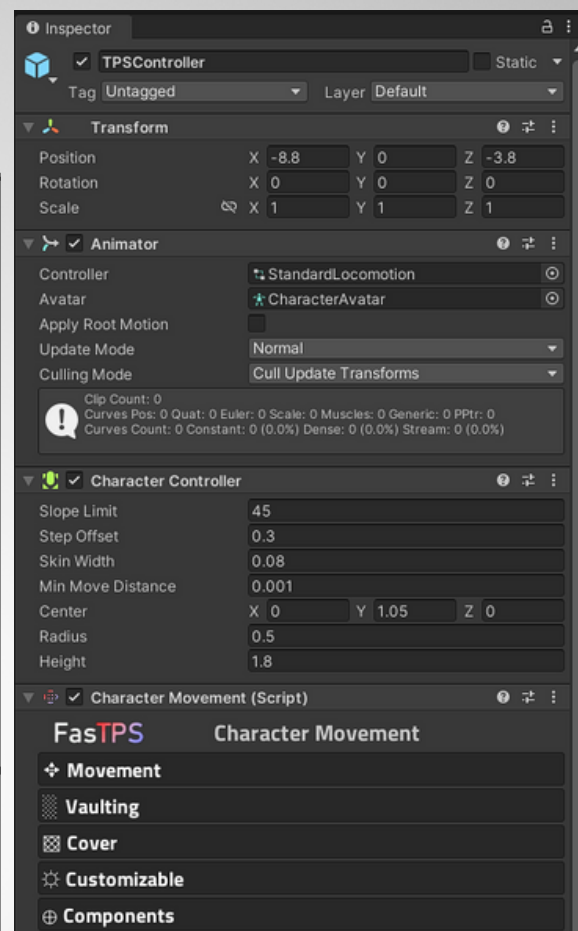 Inspector
TPSController Static
Tag Untagged Layer Default
Transform
Position X -8.8 Y 0 Z -3.8
Rotation X 0 Y 0 Z 0
Scale X 1 Y 1 Z 1
Animator
Controller StandardLocomotion
Avatar CharacterAvatar
Apply Root Motion
Update Mode Normal
Culling Mode Cull Update Transforms
Clip Count: 0
Curves Pos: 0 Quat: 0 Euler: 0 Scale: 0 Muscles: 0 Generic: 0 PPtr: 0
Curves Count: 0 Constant: 0 (0.0%) Dense: 0 (0.0%) Stream: 0 (0.0%)
Character Controller
Slope Limit 45
Step Offset 0.3
Skin Width 0.08
Min Move Distance 0.001
Center X 0 Y 1.05 Z 0
Radius 0.5
Height 1.8
Character Movement (Script)
FasTPS Character Movement
Movement
Vaulting
Cover
Customizable
Components